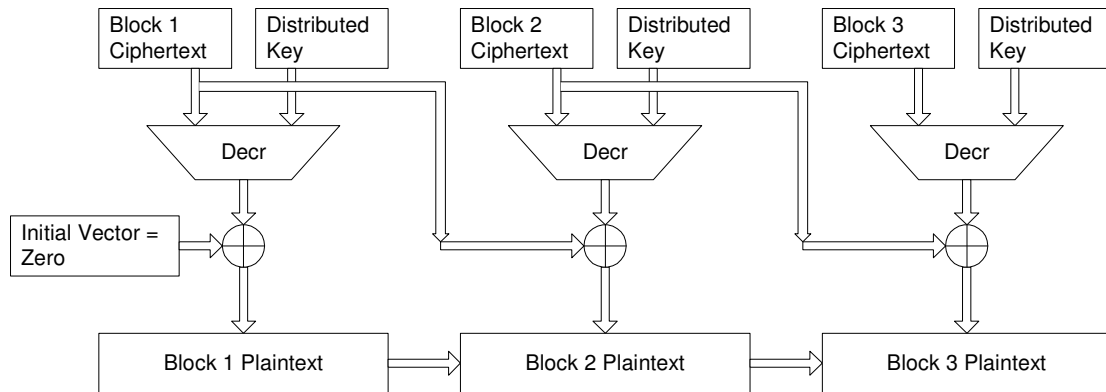 Block 1
Ciphertext
Distributed
Key
Block 2
Ciphertext
Distributed
Key
Block 3
Ciphertext
Distributed
Key
Decr
Decr
Decr
Initial Vector =
Zero
Block 1 Plaintext
Block 2 Plaintext
Block 3 Plaintext